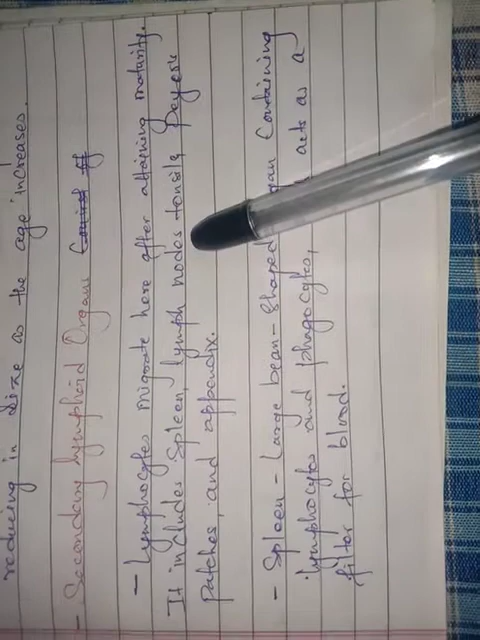 reducing in size as the age increases.
- Secondary lymphoid Organs
- Lymphocytes migrate here after attaining maturity.
It includes Spleen, lymph nodes tonsils, Peyer's
Patches, and appendix.
- Spleen - Large bean-Shaped Containing
lymphocytes and phagocytes, acts as a
filter for blood.